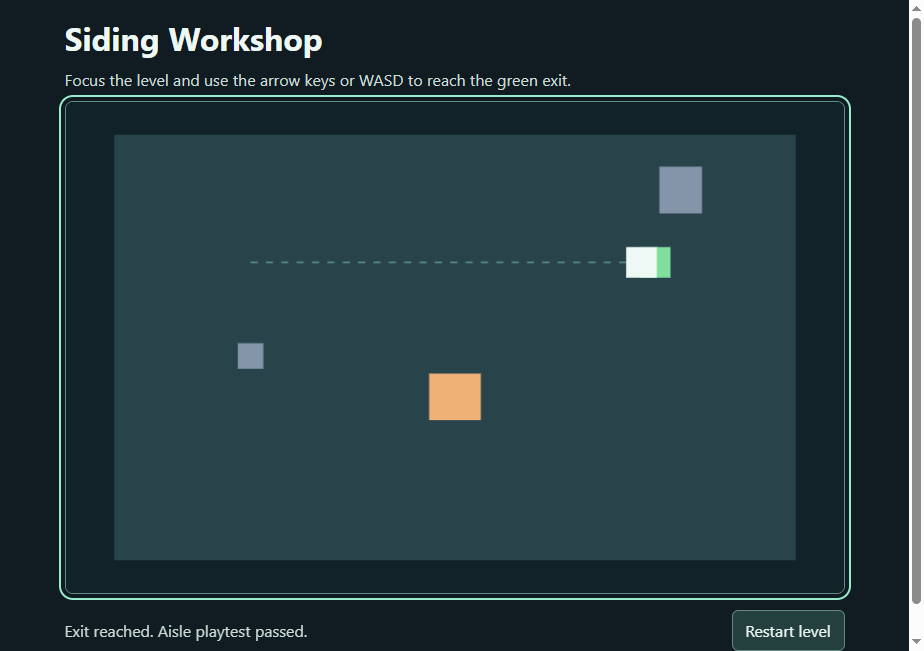 Siding Workshop
Focus the level and use the arrow keys or WASD to reach the green exit.
Exit reached. Aisle playtest passed.
Restart level